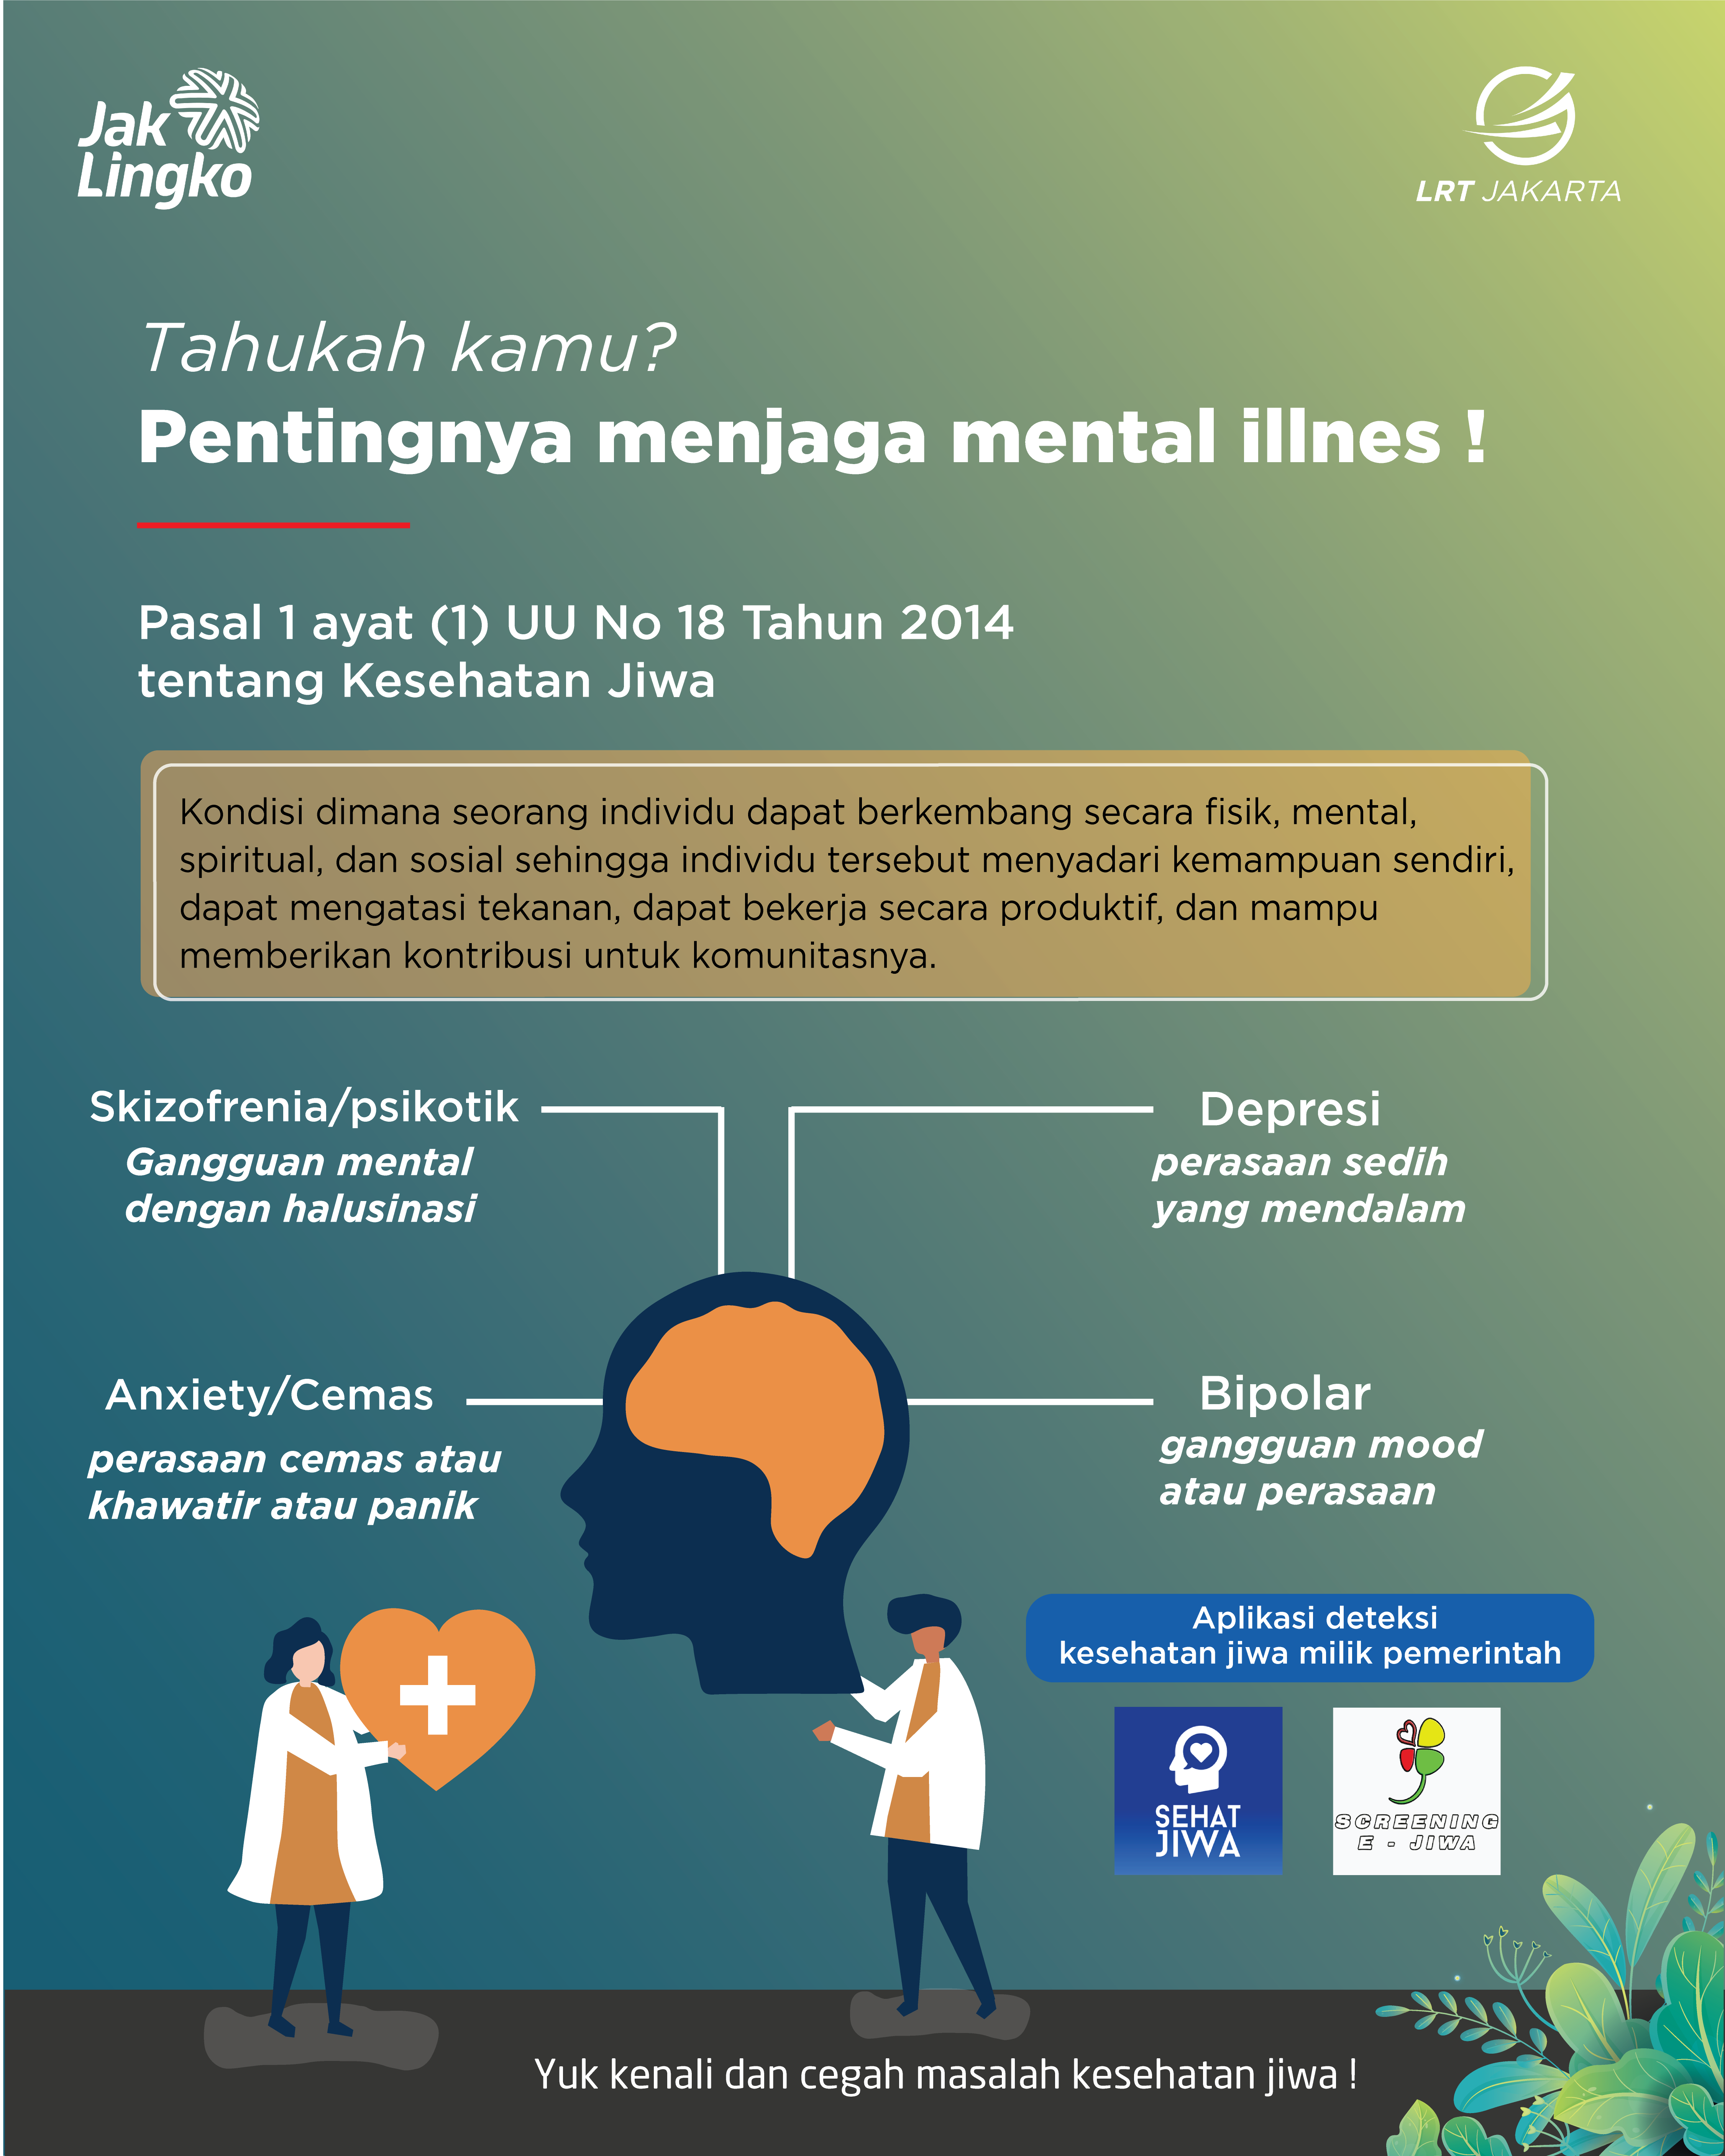 Jak
Lingko
LRT JAKARTA
Tahukah kamu?
Pentingnya menjaga mental illnes !
Pasal 1 ayat (1) UU No 18 Tahun 2014
tentang Kesehatan Jiwa
Kondisi dimana seorang individu dapat berkembang secara fisik, mental,
spiritual, dan sosial sehingga individu tersebut menyadari kemampuan sendiri,
dapat mengatasi tekanan, dapat bekerja secara produktif, dan mampu
memberikan kontribusi untuk komunitasnya.
Skizofrenia/psikotik
Gangguan mental
dengan halusinasi
Depresi
perasaan sedih
yang mendalam
Anxiety/Cemas
perasaan cemas atau
khawatir atau panik
Bipolar
gangguan mood
atau perasaan
Aplikasi deteksi
kesehatan jiwa milik pemerintah
SEHAT
JIWA
SCREENING
E - JIWA
Yuk kenali dan cegah masalah kesehatan jiwa !